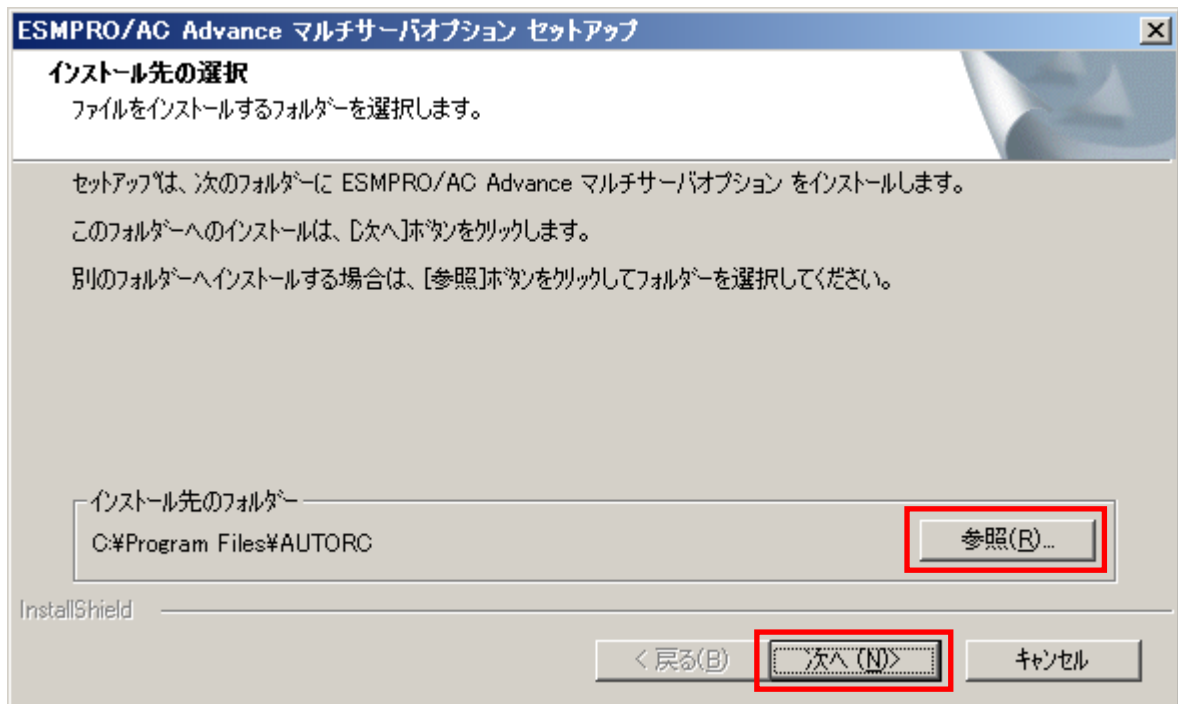 ESMPRO/AC Advance マルチサーバオプション セットアップ
インストール先の選択
ファイルをインストールするフォルダーを選択します。
セットアップは、次のフォルダーに ESMPRO/AC Advance マルチサーバオプション をインストールします。
このフォルダーへのインストールは、[次へ]ボタンをクリックします。
別のフォルダーへインストールする場合は、[参照]ボタンをクリックしてフォルダーを選択してください。
インストール先のフォルダー
C:¥Program Files¥AUTORC
参照(R)...
InstallShield
< 戻る(B)
次へ (N)>
キャンセル